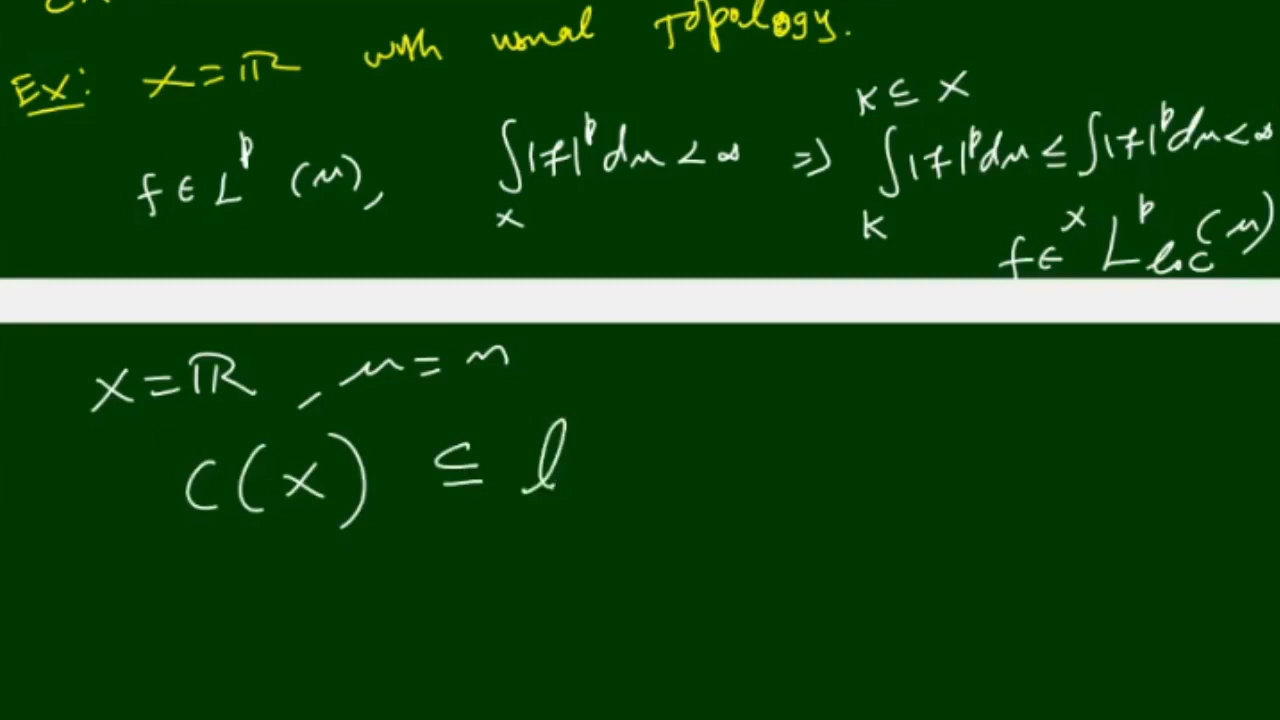 Ex: X = ℝ with usual Topology.
K ⊆ X
f ∈ L^p (μ), ∫_X |f|^p dμ < ∞ ⇒ ∫_K |f|^p dμ ≤ ∫_X |f|^p dμ < ∞
f ∈ L^p_loc (μ)
X = ℝ, μ = m
C(X) ⊆ l